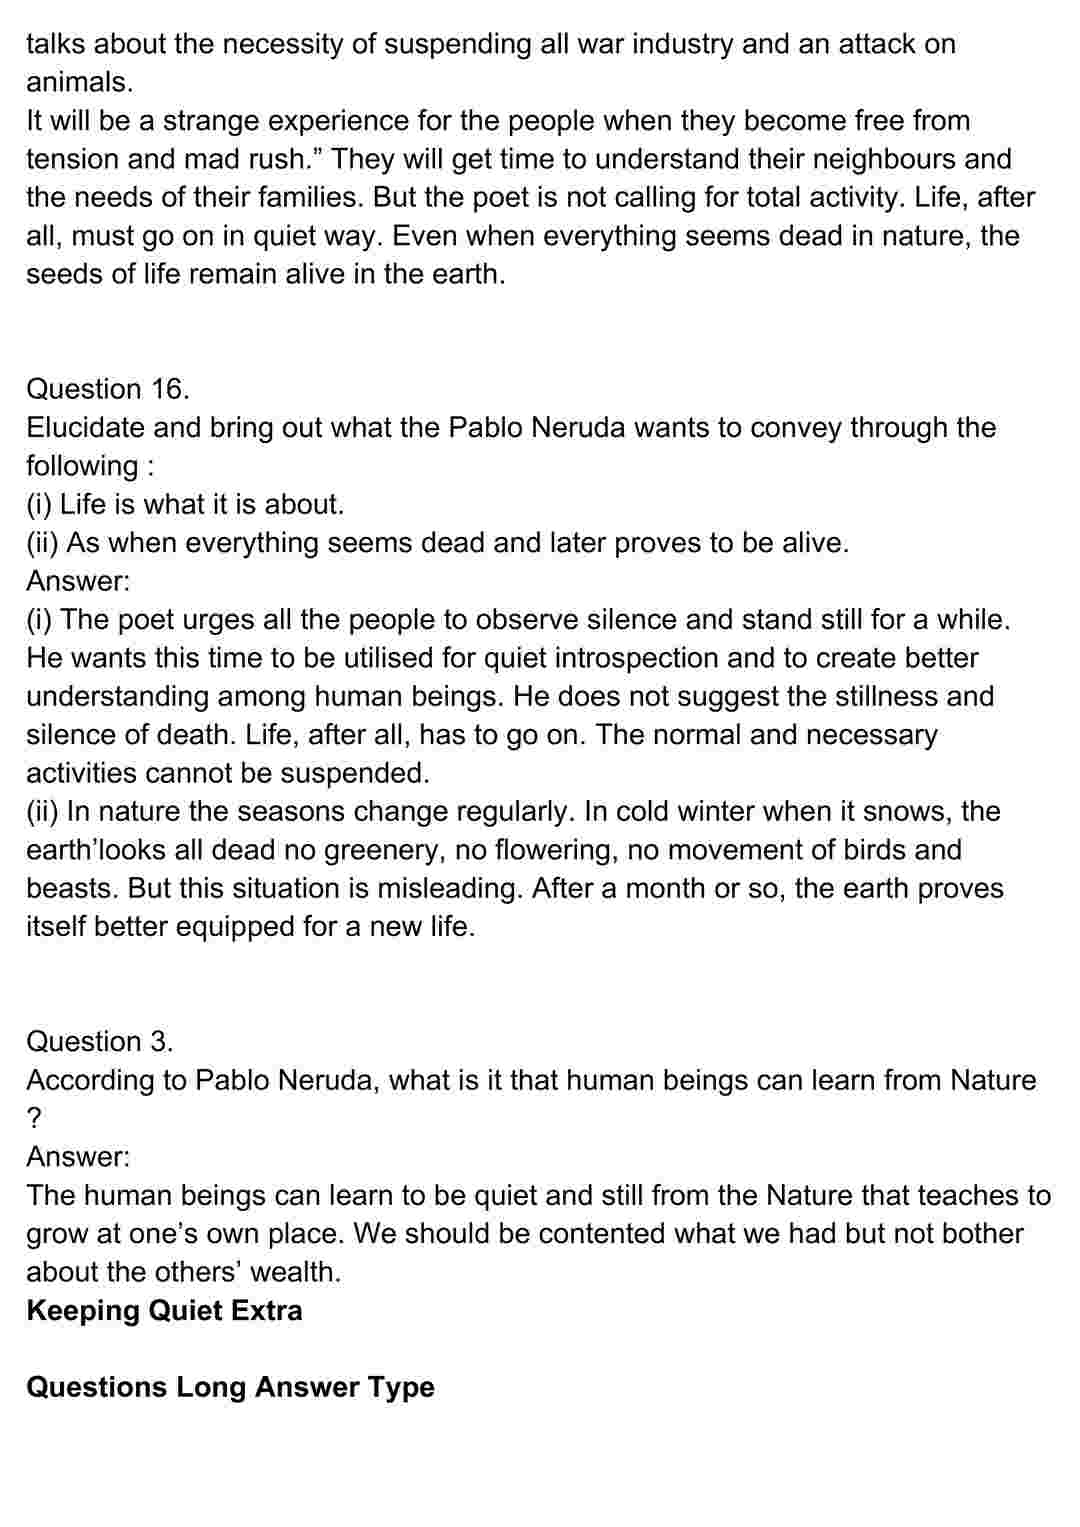 talks about the necessity of suspending all war industry and an attack on
animals.
It will be a strange experience for the people when they become free from
tension and mad rush.” They will get time to understand their neighbours and
the needs of their families. But the poet is not calling for total activity. Life, after
all, must go on in quiet way. Even when everything seems dead in nature, the
seeds of life remain alive in the earth.
Question 16.
Elucidate and bring out what the Pablo Neruda wants to convey through the
following :
(i) Life is what it is about.
(ii) As when everything seems dead and later proves to be alive.
Answer:
(i) The poet urges all the people to observe silence and stand still for a while.
He wants this time to be utilised for quiet introspection and to create better
understanding among human beings. He does not suggest the stillness and
silence of death. Life, after all, has to go on. The normal and necessary
activities cannot be suspended.
(ii) In nature the seasons change regularly. In cold winter when it snows, the
earth’looks all dead no greenery, no flowering, no movement of birds and
beasts. But this situation is misleading. After a month or so, the earth proves
itself better equipped for a new life.
Question 3.
According to Pablo Neruda, what is it that human beings can learn from Nature
?
Answer:
The human beings can learn to be quiet and still from the Nature that teaches to
grow at one’s own place. We should be contented what we had but not bother
about the others’ wealth.
Keeping Quiet Extra
Questions Long Answer Type